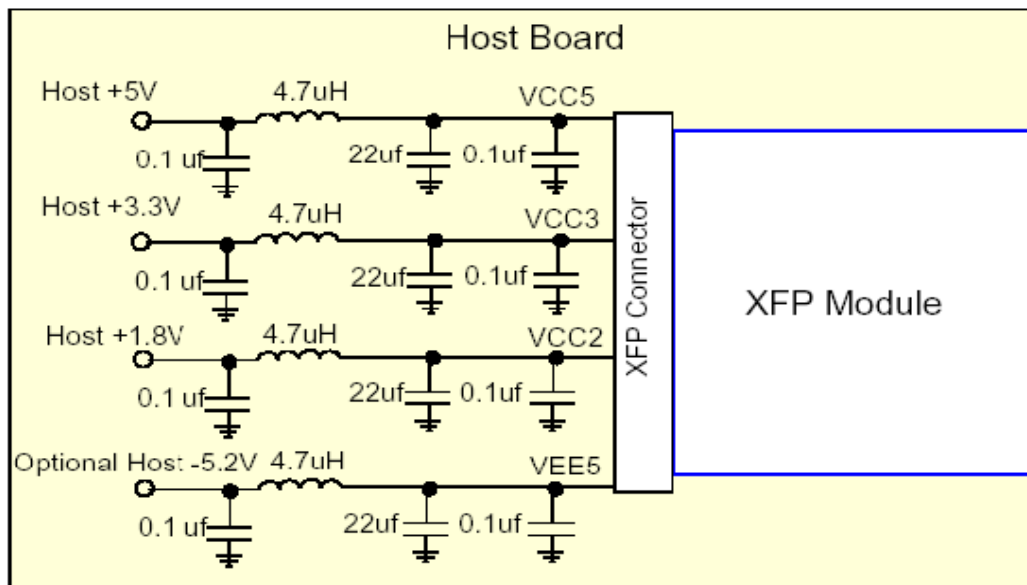 Host Board
Host +5V
4.7uH
VCC5
0.1 uf
22uf
0.1uf
Host +3.3V
4.7uH
VCC3
0.1 uf
22uf
0.1uf
Host +1.8V
4.7uH
VCC2
0.1 uf
22uf
0.1uf
Optional Host -5.2V
4.7uH
VEE5
0.1 uf
22uf
0.1uf
XFP Connector
XFP Module